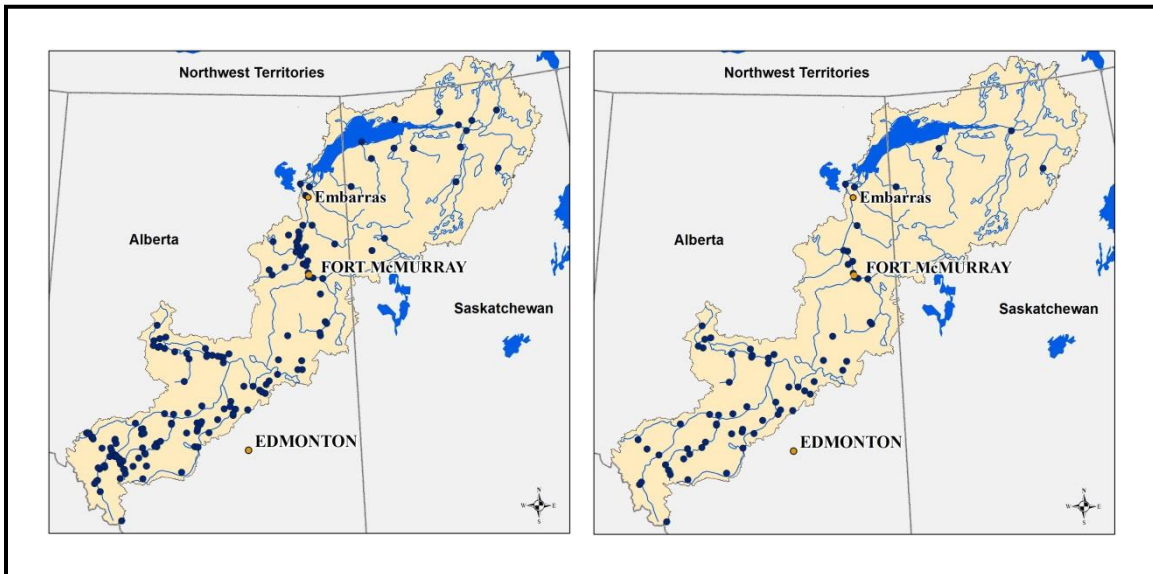 Northwest Territories
Embarras
Alberta
FORT McMURRAY
Saskatchewan
EDMONTON
N
W E
S
Northwest Territories
Embarras
Alberta
FORT McMURRAY
Saskatchewan
EDMONTON
N
W E
S